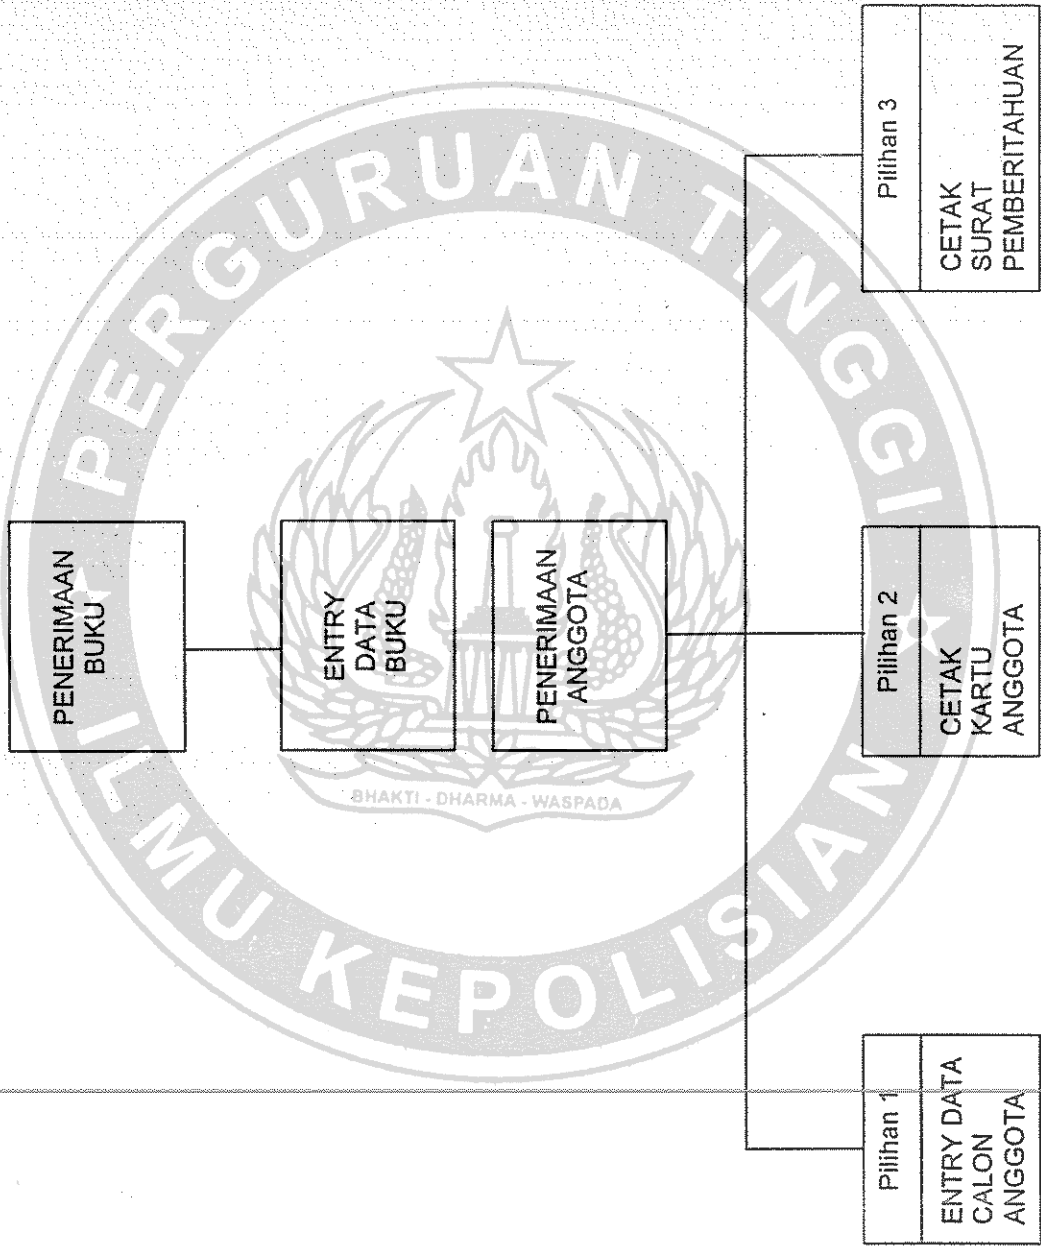 PENERIMAAN
BUKU
ENTRY
DATA
BUKU
PENERIMAAN
ANGGOTA
Pilihan 1
ENTRY DATA
CALON
ANGGOTA
Pilihan 2
CETAK
KARTU
ANGGOTA
Pilihan 3
CETAK
SURAT
PEMBERITAHUAN
PERGURUAN TINGGI
ILMU KEPOLISIAN
BHAKTI - DHARMA - WASPADA